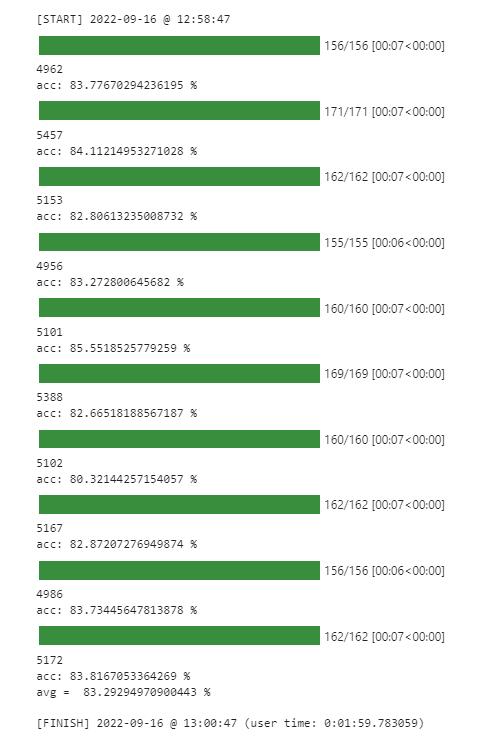 [START] 2022-09-16 @ 12:58:47
156/156 [00:07<00:00]
4962
acc: 83.77670294236195 %
171/171 [00:07<00:00]
5457
acc: 84.11214953271028 %
162/162 [00:07<00:00]
5153
acc: 82.80613235008732 %
155/155 [00:06<00:00]
4956
acc: 83.272800645682 %
160/160 [00:07<00:00]
5101
acc: 85.5518525779259 %
169/169 [00:07<00:00]
5388
acc: 82.66518188567187 %
160/160 [00:07<00:00]
5102
acc: 80.32144257154057 %
162/162 [00:07<00:00]
5167
acc: 82.87207276949874 %
156/156 [00:06<00:00]
4986
acc: 83.73445647813878 %
162/162 [00:07<00:00]
5172
acc: 83.8167053364269 %
avg =  83.29294970900443 %
[FINISH] 2022-09-16 @ 13:00:47 (user time: 0:01:59.783059)